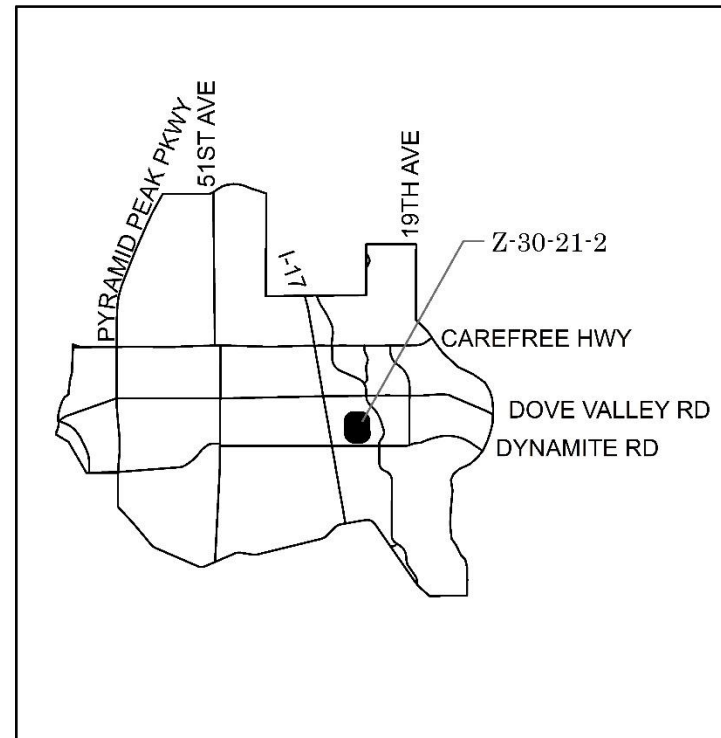 PYRAMID PEAK PKWY
51ST AVE
I-17
19TH AVE
Z-30-21-2
CAREFREE HWY
DOVE VALLEY RD
DYNAMITE RD